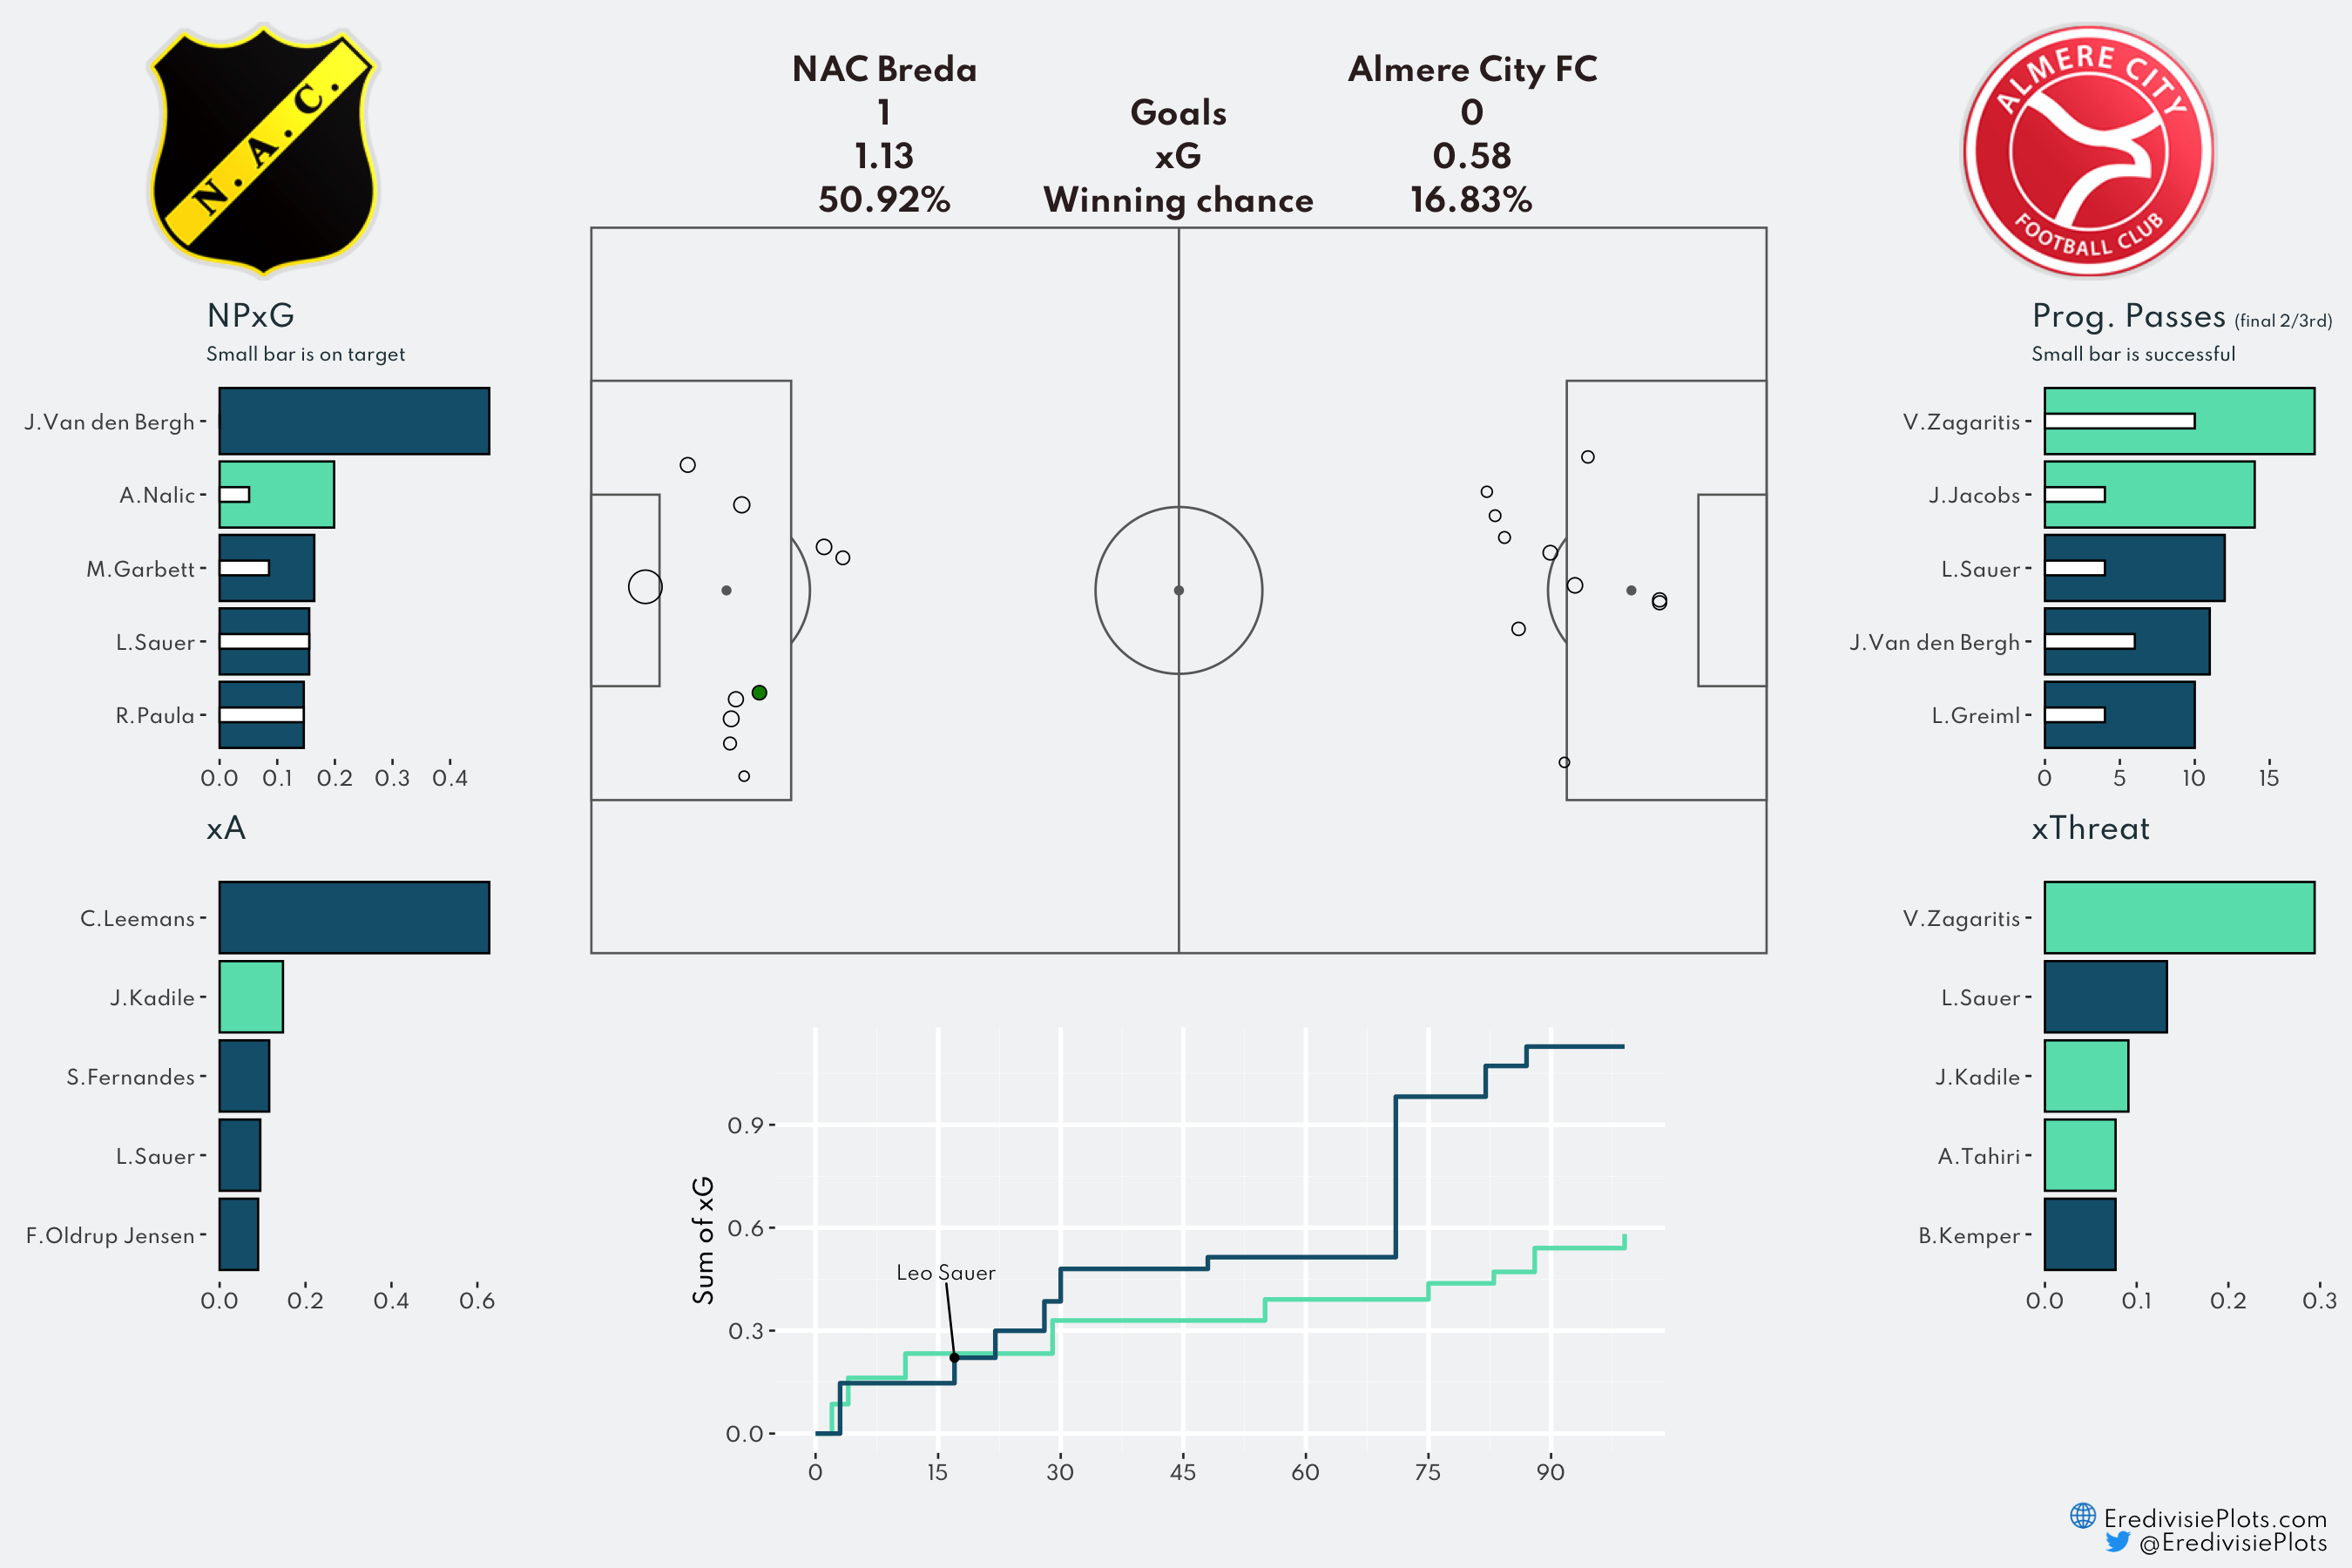 N.A.C.
ALMERE CITY
FOOTBALL CLUB
NAC Breda Almere City FC
1 Goals 0
1.13 xG 0.58
50.92% Winning chance 16.83%
NPxG
Small bar is on target
J.Van den Bergh
A.Nalic
M.Garbett
L.Sauer
R.Paula
0.0 0.1 0.2 0.3 0.4
xA
C.Leemans
J.Kadile
S.Fernandes
L.Sauer
F.Oldrup Jensen
0.0 0.2 0.4 0.6
Leo Sauer
Sum of xG
0.9
0.6
0.3
0.0
0 15 30 45 60 75 90
Prog. Passes (final 2/3rd)
Small bar is successful
V.Zagaritis
J.Jacobs
L.Sauer
J.Van den Bergh
L.Greiml
0 5 10 15
xThreat
V.Zagaritis
L.Sauer
J.Kadile
A.Tahiri
B.Kemper
0.0 0.1 0.2 0.3
EredivisiePlots.com
@EredivisiePlots